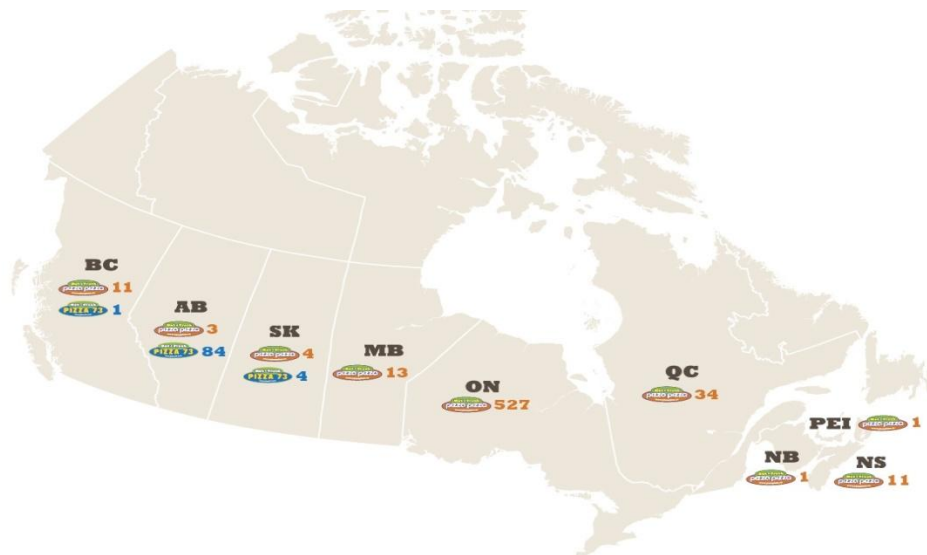 BC
pizza pizza 11
PIZZA 73 1
AB
pizza pizza 3
PIZZA 73 84
SK
pizza pizza 4
PIZZA 73 4
MB
pizza pizza 13
ON
pizza pizza 527
QC
pizza pizza 34
PEI pizza pizza 1
NB
pizza pizza 1
NS
pizza pizza 11